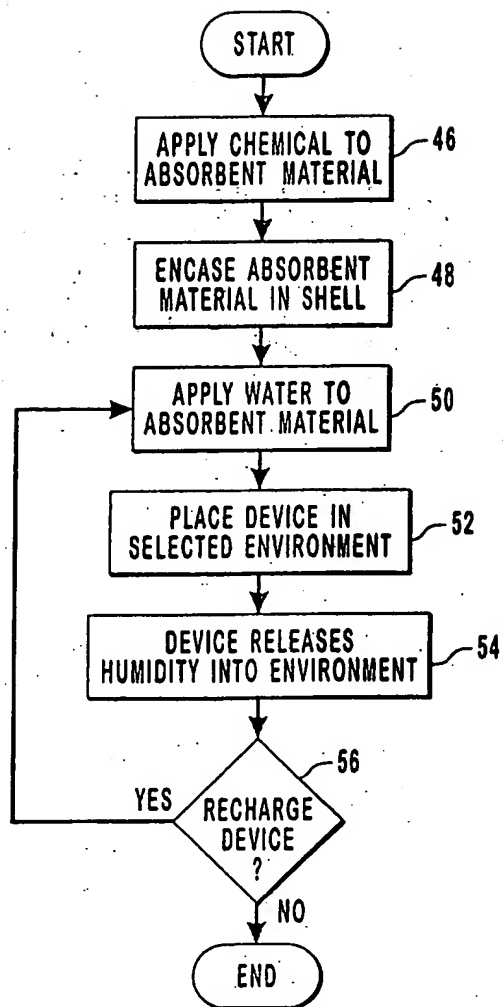 START
APPLY CHEMICAL TO
ABSORBENT MATERIAL
46
ENCASE ABSORBENT
MATERIAL IN SHELL
48
APPLY WATER TO
ABSORBENT MATERIAL
50
PLACE DEVICE IN
SELECTED ENVIRONMENT
52
DEVICE RELEASES
HUMIDITY INTO ENVIRONMENT
54
56
YES
RECHARGE
DEVICE
?
NO
END